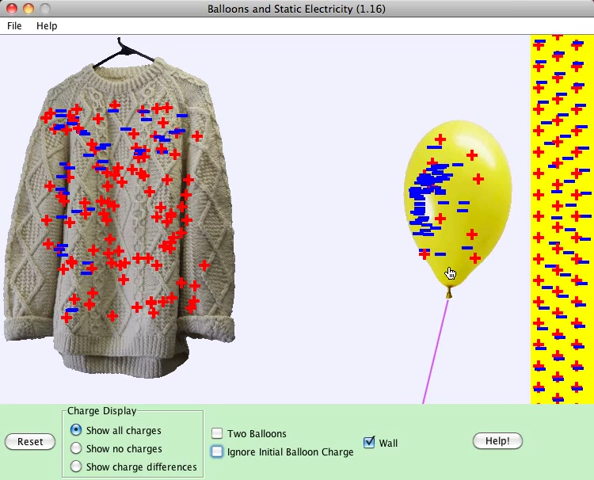 Balloons and Static Electricity (1.16)
File Help
Charge Display
Show all charges
Show no charges
Show charge differences
Reset
Two Balloons
Ignore Initial Balloon Charge
Wall
Help!